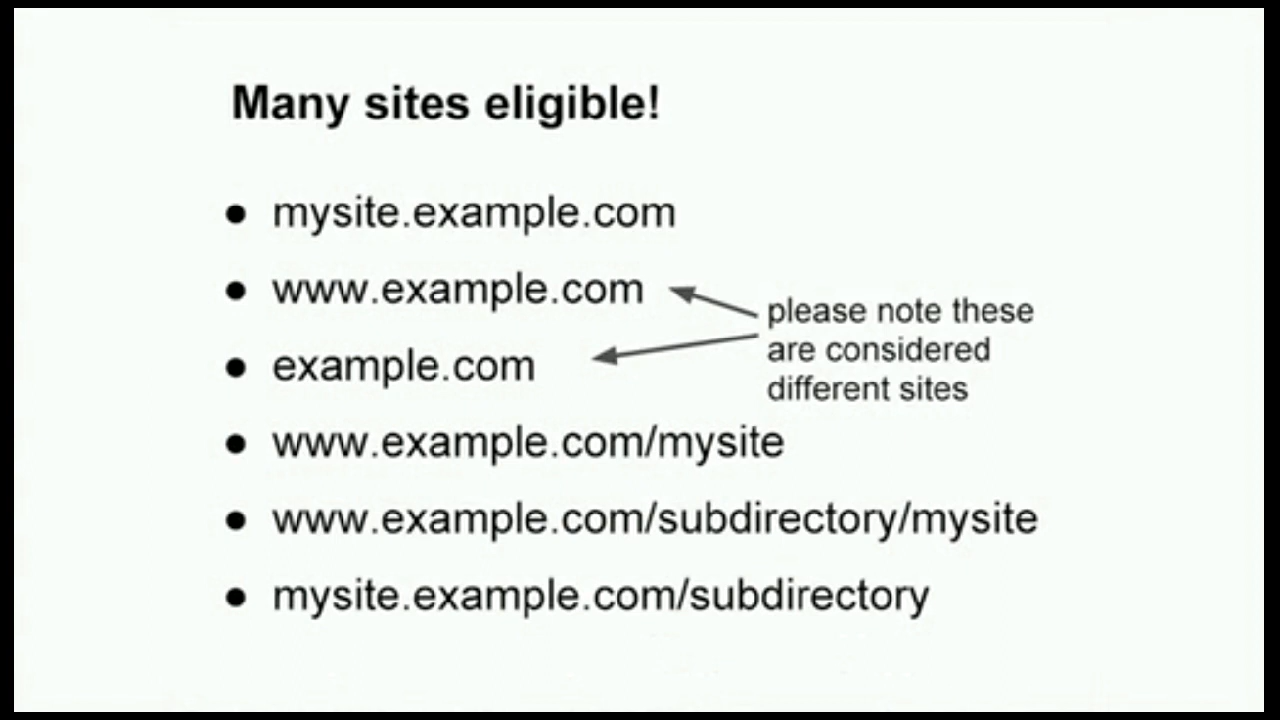 Many sites eligible!
● mysite.example.com
● www.example.com
● example.com
please note these
are considered
different sites
● www.example.com/mysite
● www.example.com/subdirectory/mysite
● mysite.example.com/subdirectory